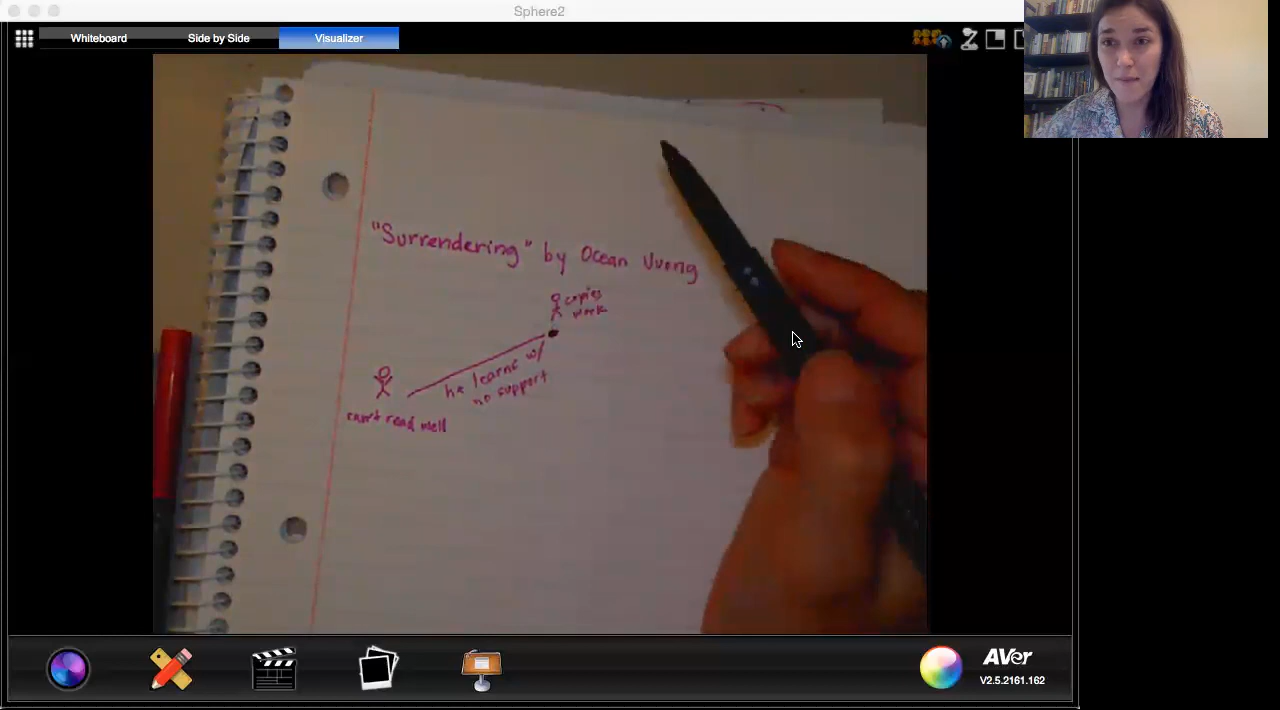 Sphere2
Whiteboard
Side by Side
Visualizer
"Surrendering" by Ocean Vuong
copies
work
he learns w/
no support
can't read well
AVer
V2.5.2161.162